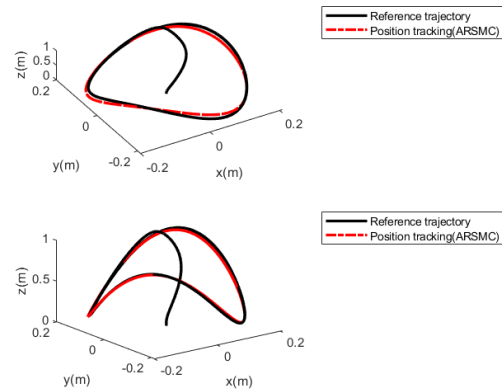 Reference trajectory
Position tracking(ARSMC)
z(m)
1
0.5
0
0.2
0
-0.2
y(m)
-0.2
0
0.2
x(m)
Reference trajectory
Position tracking(ARSMC)
z(m)
1
0.5
0
0.2
0
-0.2
y(m)
-0.2
0
0.2
x(m)